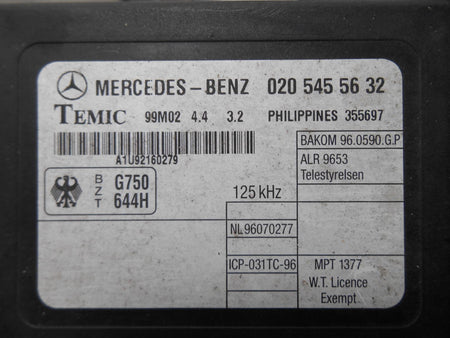 MERCEDES-BENZ 020 545 56 32
TEMIC 99M02 4.4 3.2 PHILIPPINES 355697
BAKOM 96.0590.G.P
A1U92160279
ALR 9653
Telestyrelsen
BZT G750 644H
125 kHz
NL96070277
ICP-031TC-96 MPT 1377
W.T. Licence
Exempt